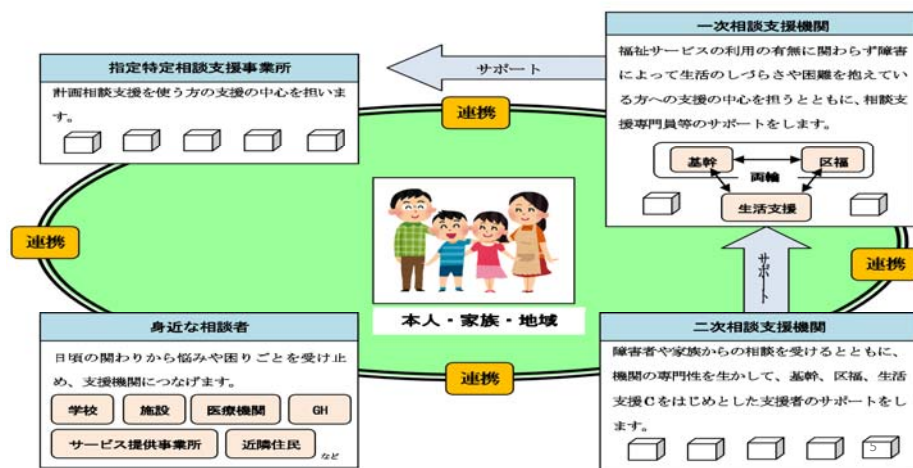 一次相談支援機関
福祉サービスの利用の有無に関わらず障害
によって生活のしづらさや困難を抱えてい
る方への支援の中心を担うとともに、相談支
援専門員等のサポートをします。
基幹
区福
両輪
生活支援
サポート
指定特定相談支援事業所
計画相談支援を使う方の支援の中心を担いま
す。
連携
連携
連携
サポート
本人・家族・地域
身近な相談者
日頃の関わりから悩みや困りごとを受け止
め、支援機関につなげます。
学校
施設
医療機関
GH
サービス提供事業所
近隣住民
など
連携
二次相談支援機関
障害者や家族からの相談を受けるとともに、
機関の専門性を生かして、基幹、区福、生活
支援Cをはじめとした支援者のサポートをし
ます。
5